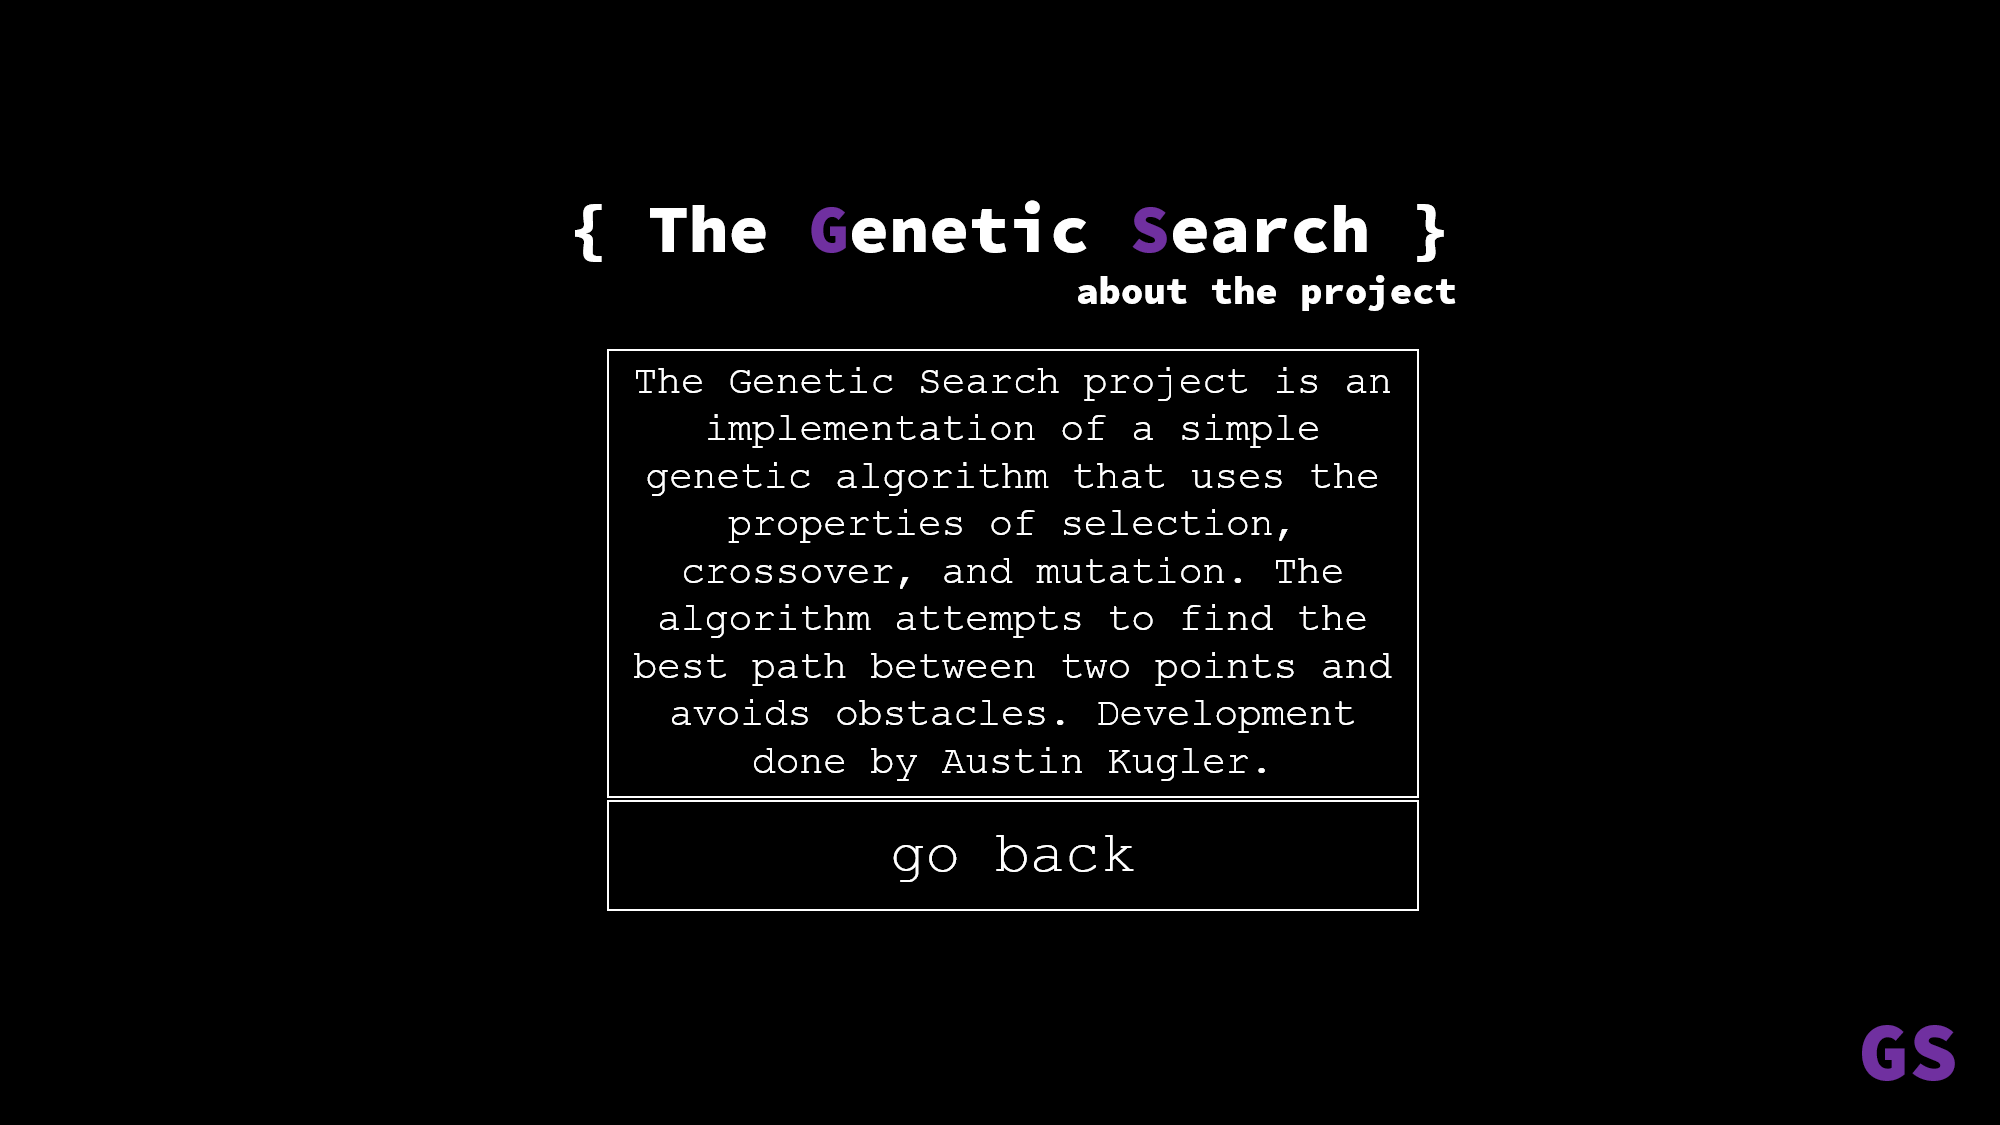 { The Genetic Search }
about the project
The Genetic Search project is an
implementation of a simple
genetic algorithm that uses the
properties of selection,
crossover, and mutation. The
algorithm attempts to find the
best path between two points and
avoids obstacles. Development
done by Austin Kugler.
go back
GS